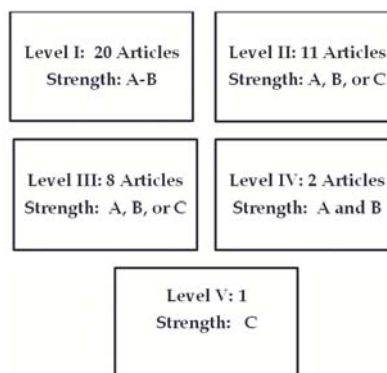 Level I: 20 Articles
Strength: A-B
Level II: 11 Articles
Strength: A, B, or C
Level III: 8 Articles
Strength: A, B, or C
Level IV: 2 Articles
Strength: A and B
Level V: 1
Strength: C